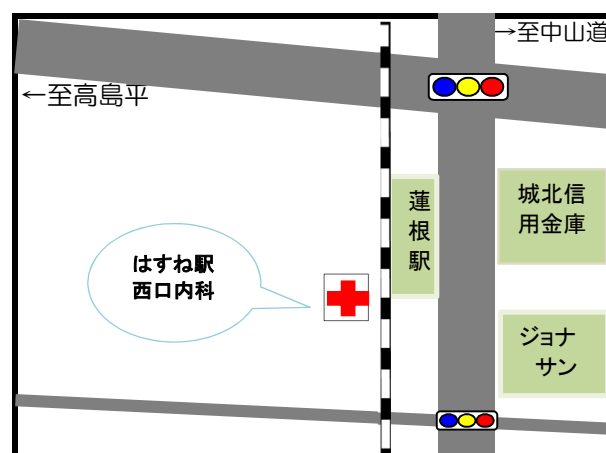 →至中山道
←至高島平
蓮根駅
城北信
用金庫
はすね駅
西口内科
ジョナ
サン